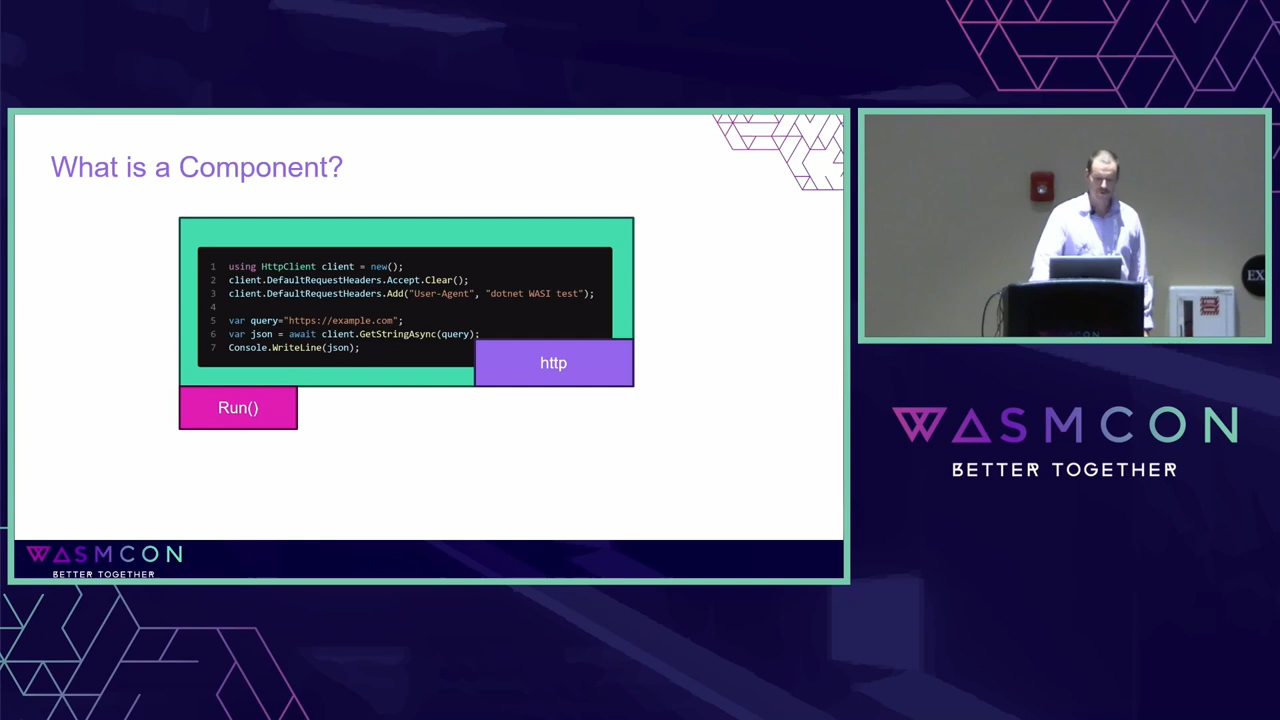 What is a Component?
1 using HttpClient client = new();
2 client.DefaultRequestHeaders.Accept.Clear();
3 client.DefaultRequestHeaders.Add("User-Agent", "dotnet WASI test");
4
5 var query="https://example.com";
6 var json = await client.GetStringAsync(query);
7 Console.WriteLine(json);
http
Run()
WASMCON
BETTER TOGETHER
EX
WASMCON
BETTER TOGETHER